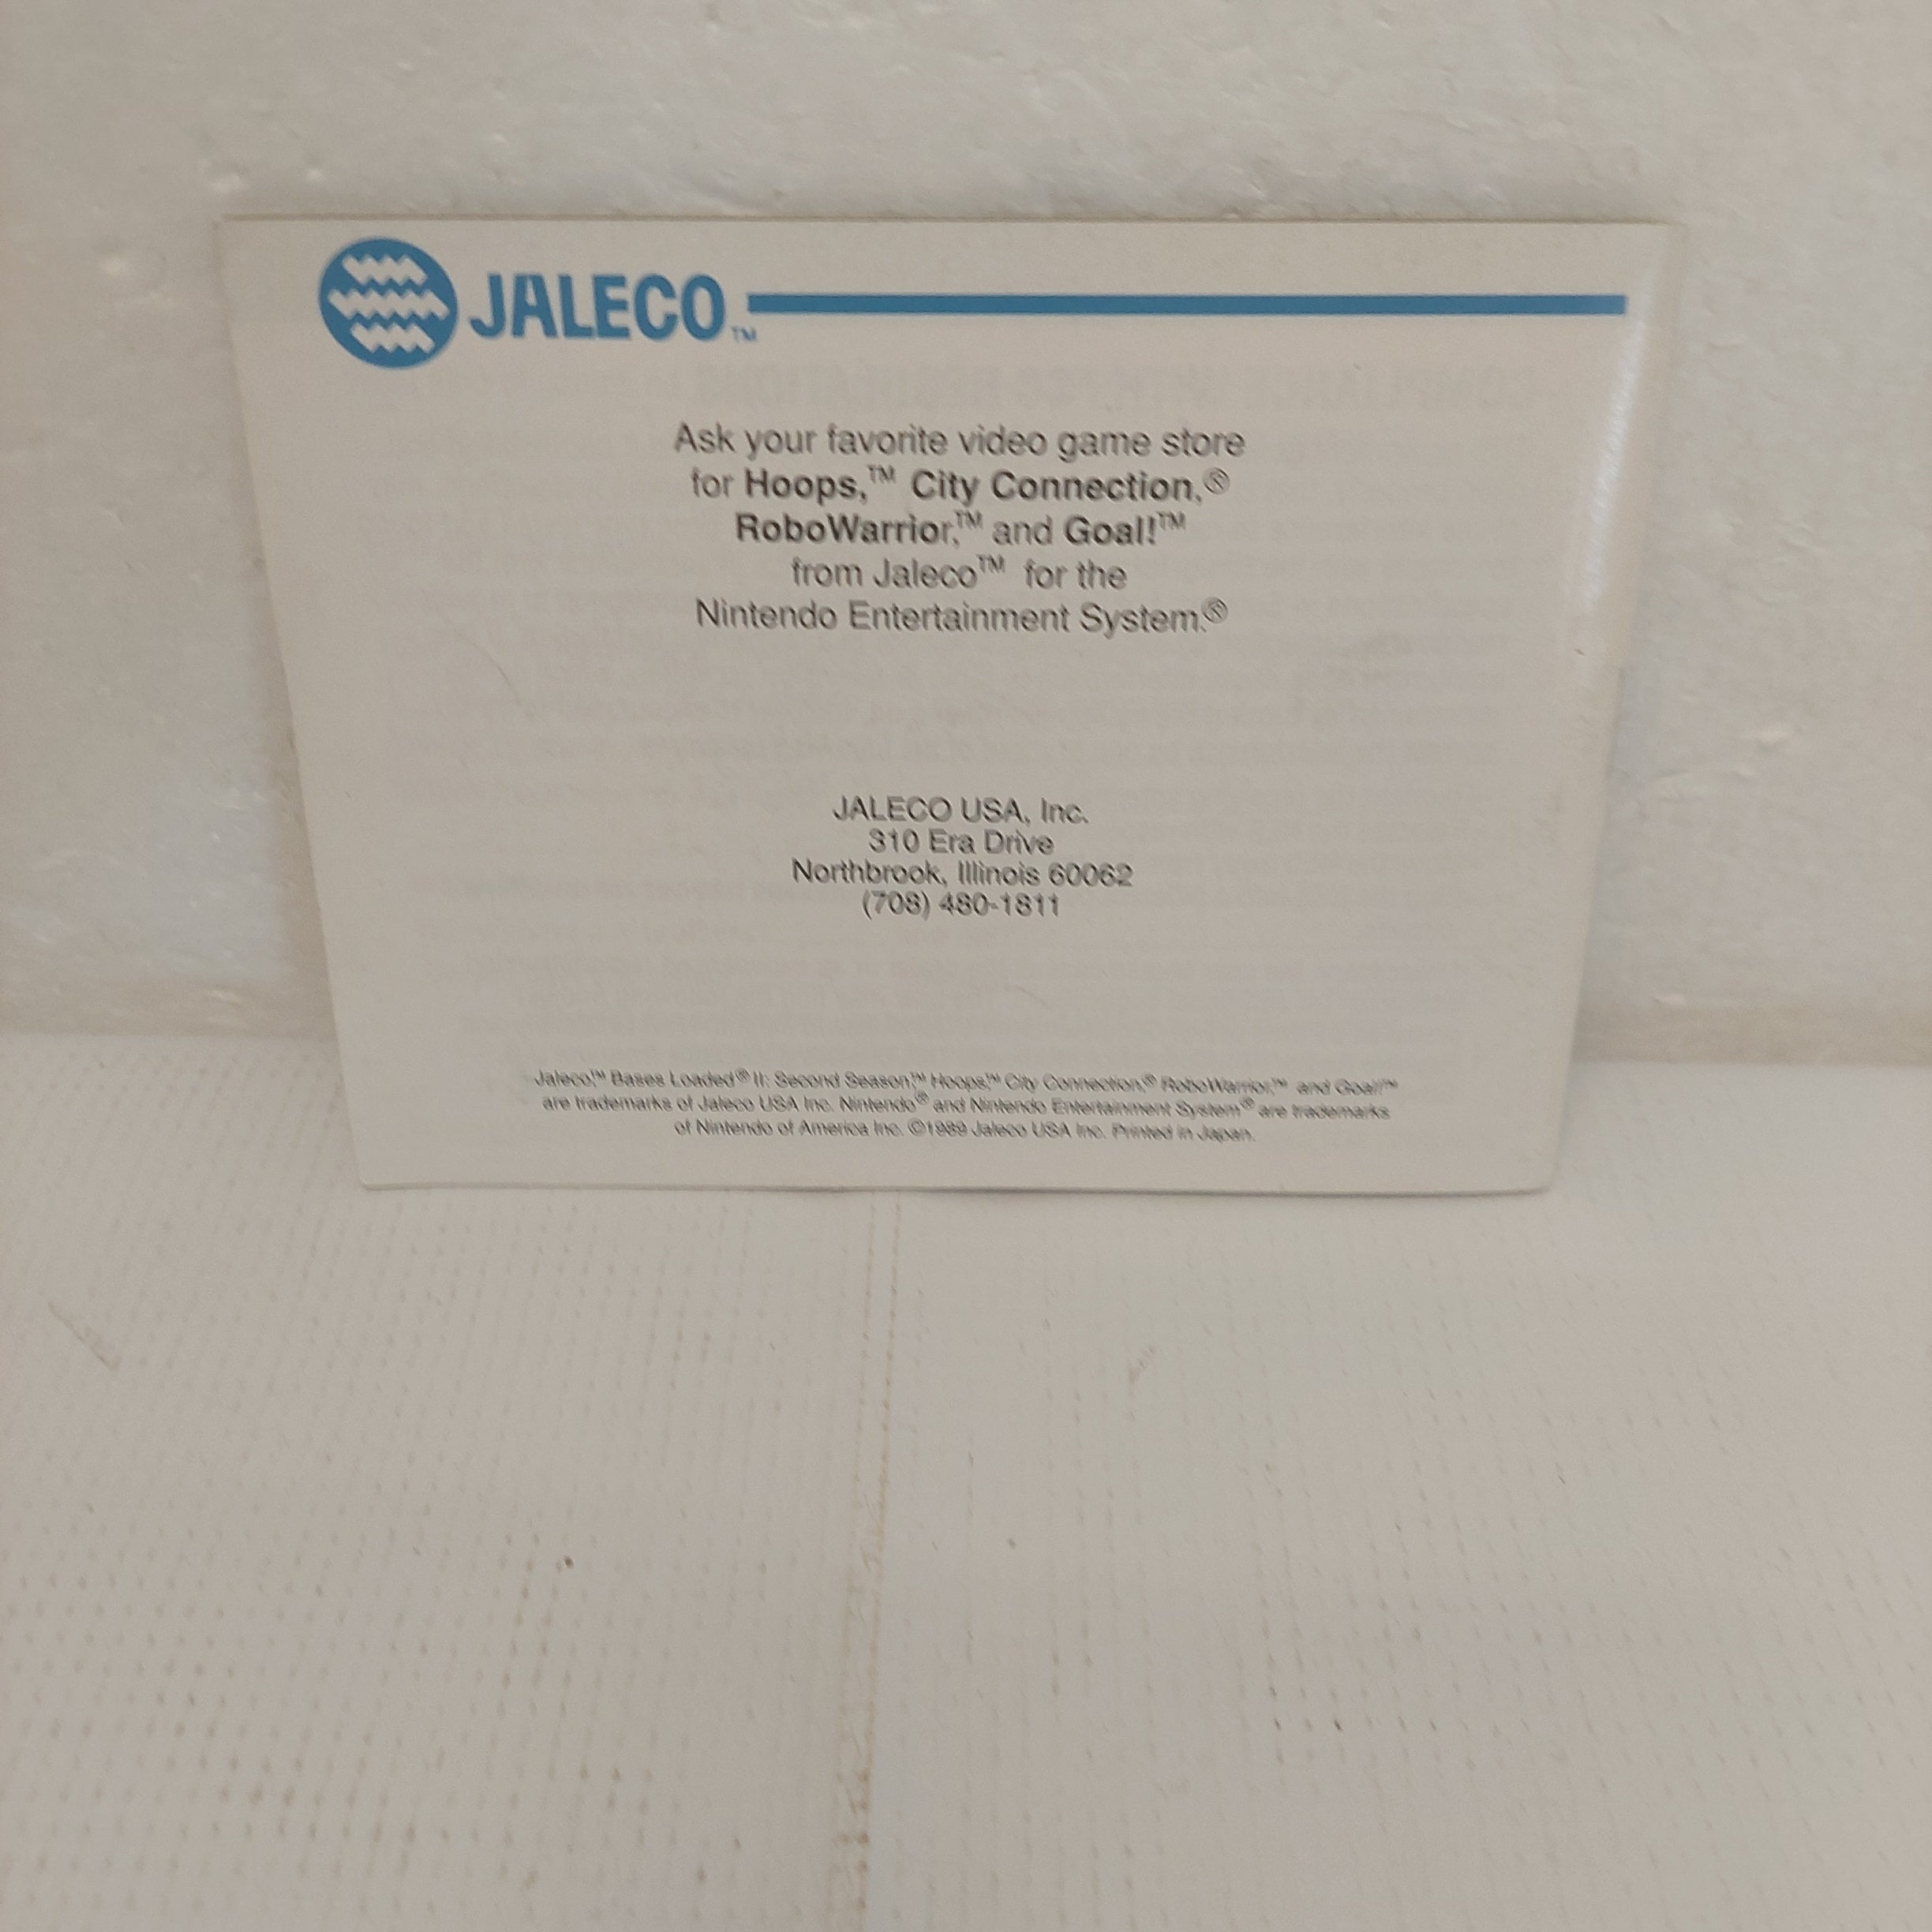 JALECO™
Ask your favorite video game store
for Hoops,™ City Connection,®
RoboWarrior,™ and Goal!™
from Jaleco™ for the
Nintendo Entertainment System.®
JALECO USA, Inc.
310 Era Drive
Northbrook, Illinois 60062
(708) 480-1811
Jaleco,™ Bases Loaded® II: Second Season,™ Hoops,™ City Connection,® RoboWarrior,™ and Goal!™
are trademarks of Jaleco USA Inc. Nintendo® and Nintendo Entertainment System® are trademarks
of Nintendo of America Inc. ©1989 Jaleco USA Inc. Printed in Japan.